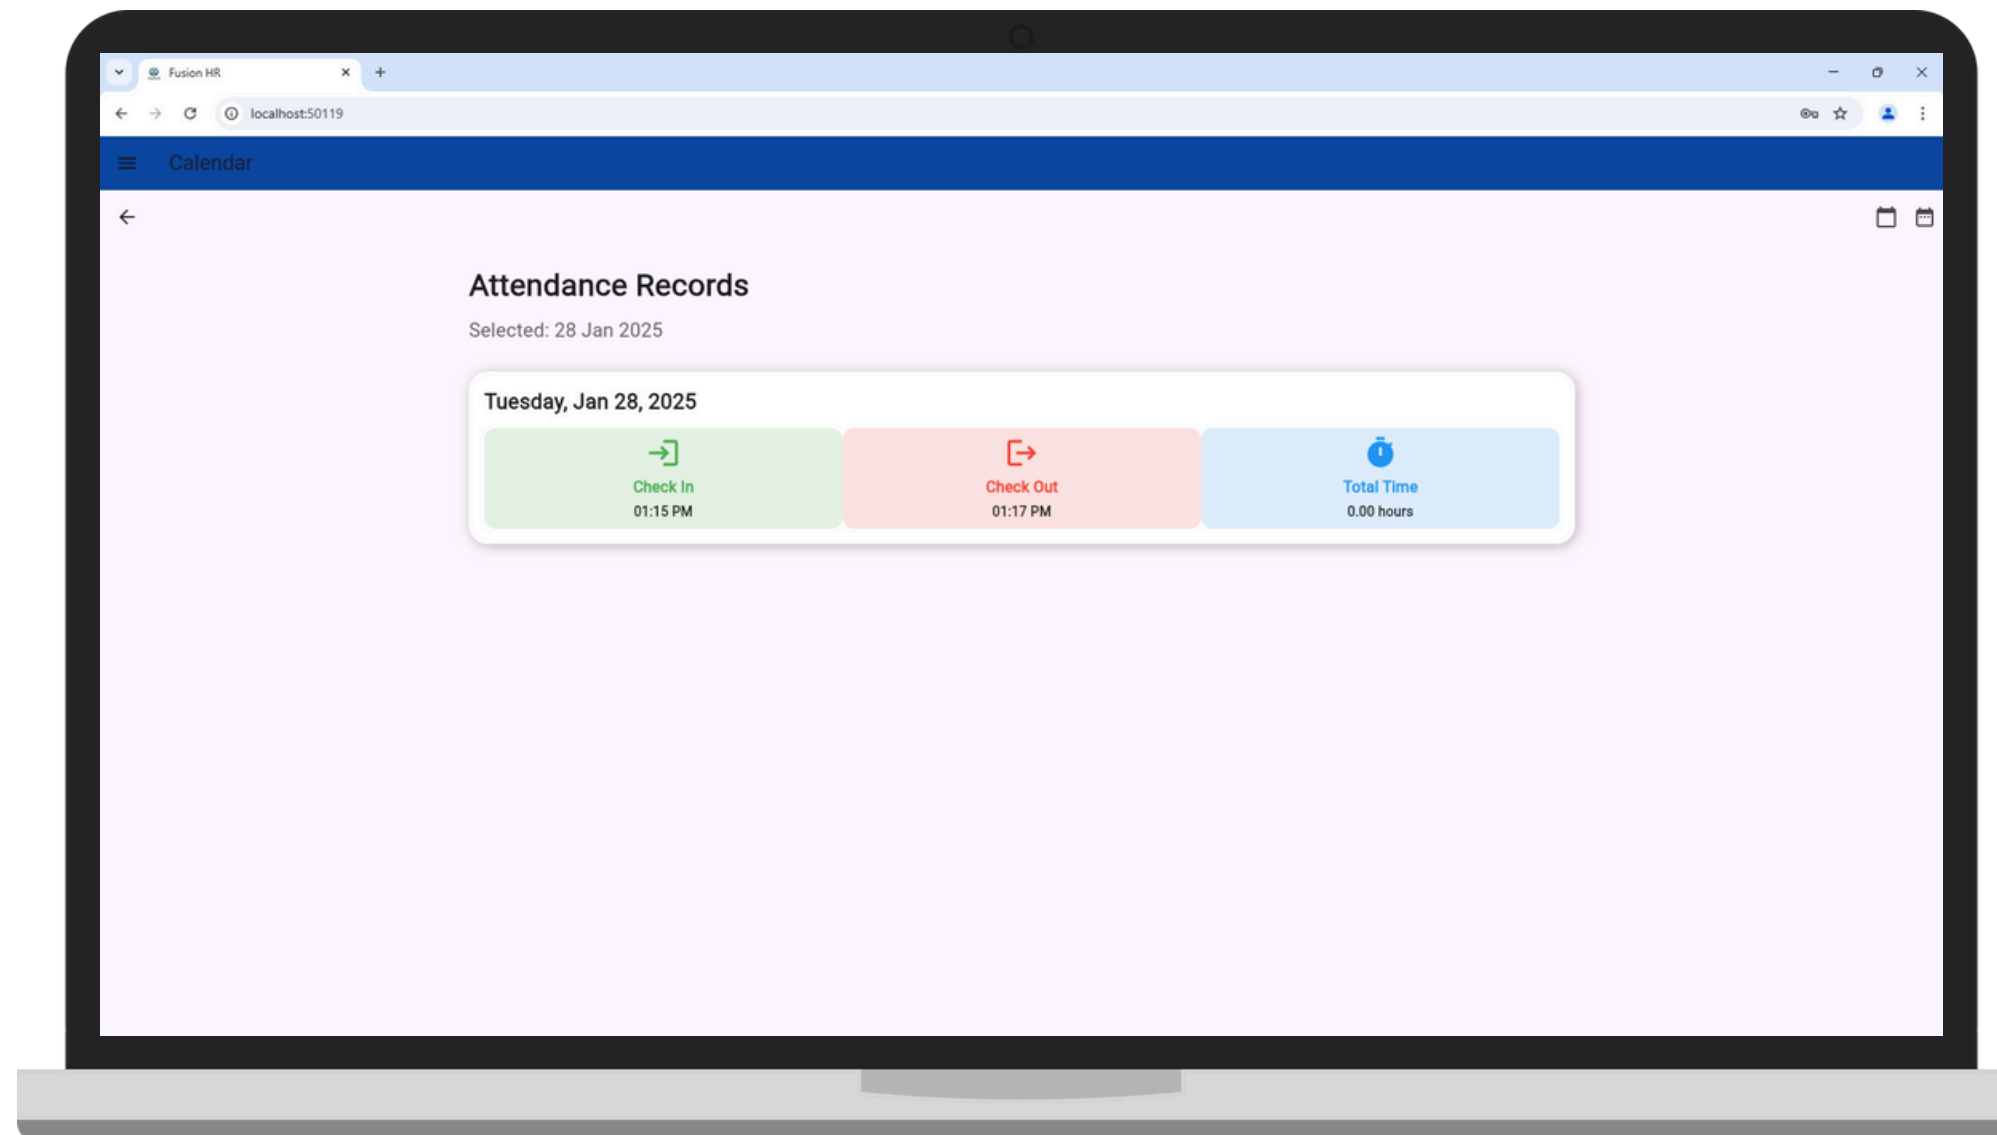 Fusion HR
localhost:50119
Calendar
Attendance Records
Selected: 28 Jan 2025
Tuesday, Jan 28, 2025
Check In
01:15 PM
Check Out
01:17 PM
Total Time
0.00 hours